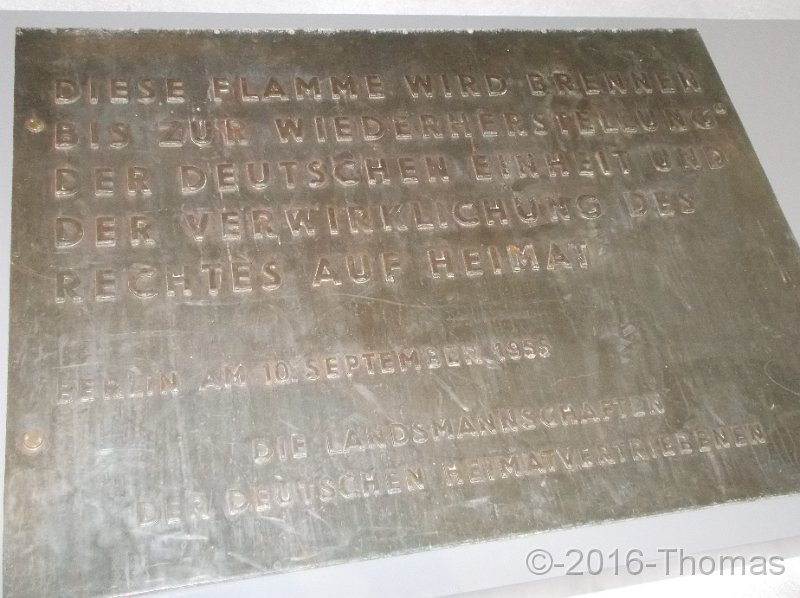 DIESE FLAMME WIRD BRENNEN
BIS ZUR WIEDERHERSTELLUNG
DER DEUTSCHEN EINHEIT UND
DER VERWIRKLICHUNG DES
RECHTES AUF HEIMAT
BERLIN AM 10. SEPTEMBER 1955
DIE LANDSMANNSCHAFTEN
DER DEUTSCHEN HEIMATVERTRIEBENEN
©-2016-Thomas